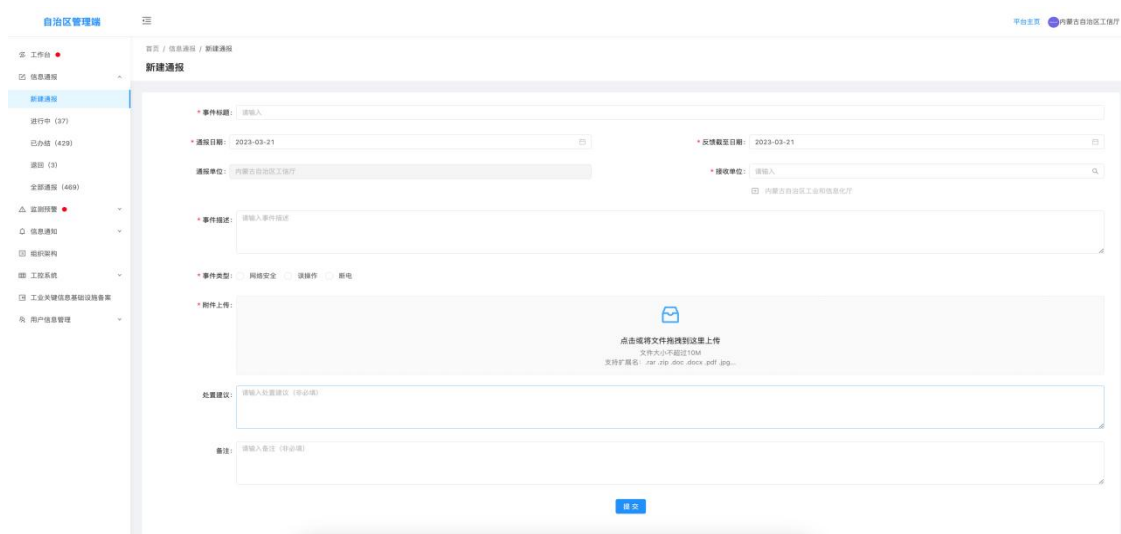 自治区管理端
平台主页 内蒙古自治区工信厅
工作台
首页 / 信息通报 / 新建通报
新建通报
信息通报
新建通报
进行中 (37)
已办结 (429)
退回 (3)
全部通报 (469)
监测预警
信息通知
组织架构
工控系统
工业关键信息基础设施备案
用户信息管理
* 事件标题: 请输入
* 通报日期: 2023-03-21
* 反馈截至日期: 2023-03-21
通报单位: 内蒙古自治区工信厅
* 接收单位: 请输入
内蒙古自治区工业和信息化厅
* 事件描述: 请输入事件描述
* 事件类型: 网络安全 误操作 断电
* 附件上传:
点击或将文件拖拽到这里上传
文件大小不超过10M
支持扩展名: .rar .zip .doc .docx .pdf .jpg...
处置建议: 请输入处置建议 (非必填)
备注: 请输入备注 (非必填)
提 交